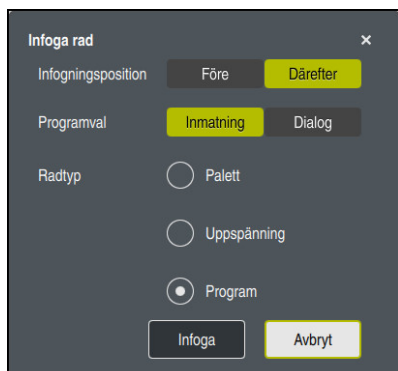 Infoga rad ×
Infogningsposition Före Därefter
Programval Inmatning Dialog
Radtyp Palett
Uppspänning
Program
Infoga Avbryt